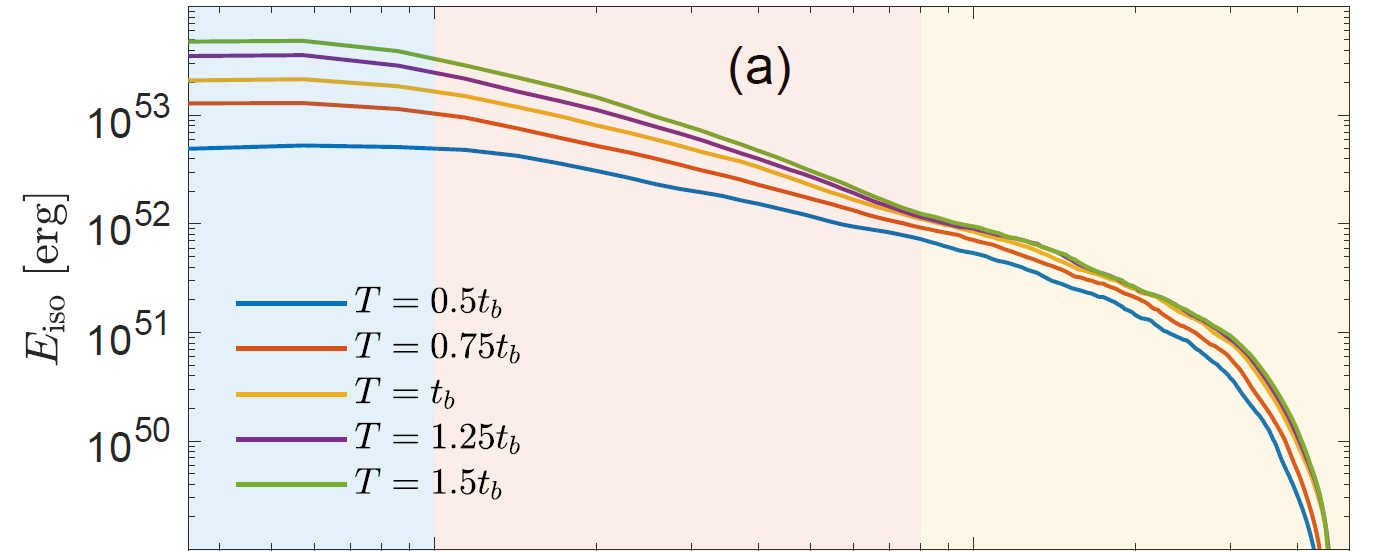 (a)
10^53
10^52
10^51
10^50
E_iso [erg]
T = 0.5t_b
T = 0.75t_b
T = t_b
T = 1.25t_b
T = 1.5t_b